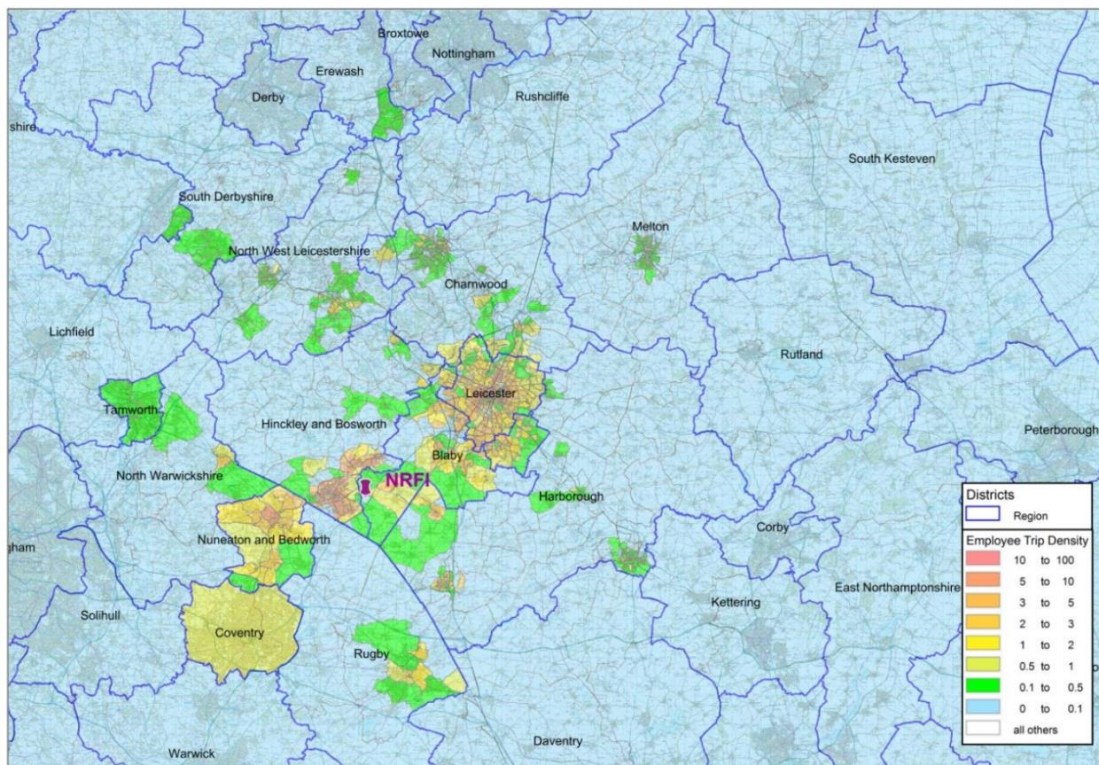 Broxtowe
Nottingham
Erewash
Derby
Rushcliffe
shire
South Kesteven
South Derbyshire
Melton
North West Leicestershire
Charnwood
Lichfield
Rutland
Leicester
Tamworth
Hinckley and Bosworth
Peterborough
Blaby
North Warwickshire
NRFI
Harborough
Corby
Nuneaton and Bedworth
gham
East Northamptonshire
Kettering
Solihull
Coventry
Rugby
Warwick
Daventry
Districts
Region
Employee Trip Density
10 to 100
5 to 10
3 to 5
2 to 3
1 to 2
0.5 to 1
0.1 to 0.5
0 to 0.1
all others